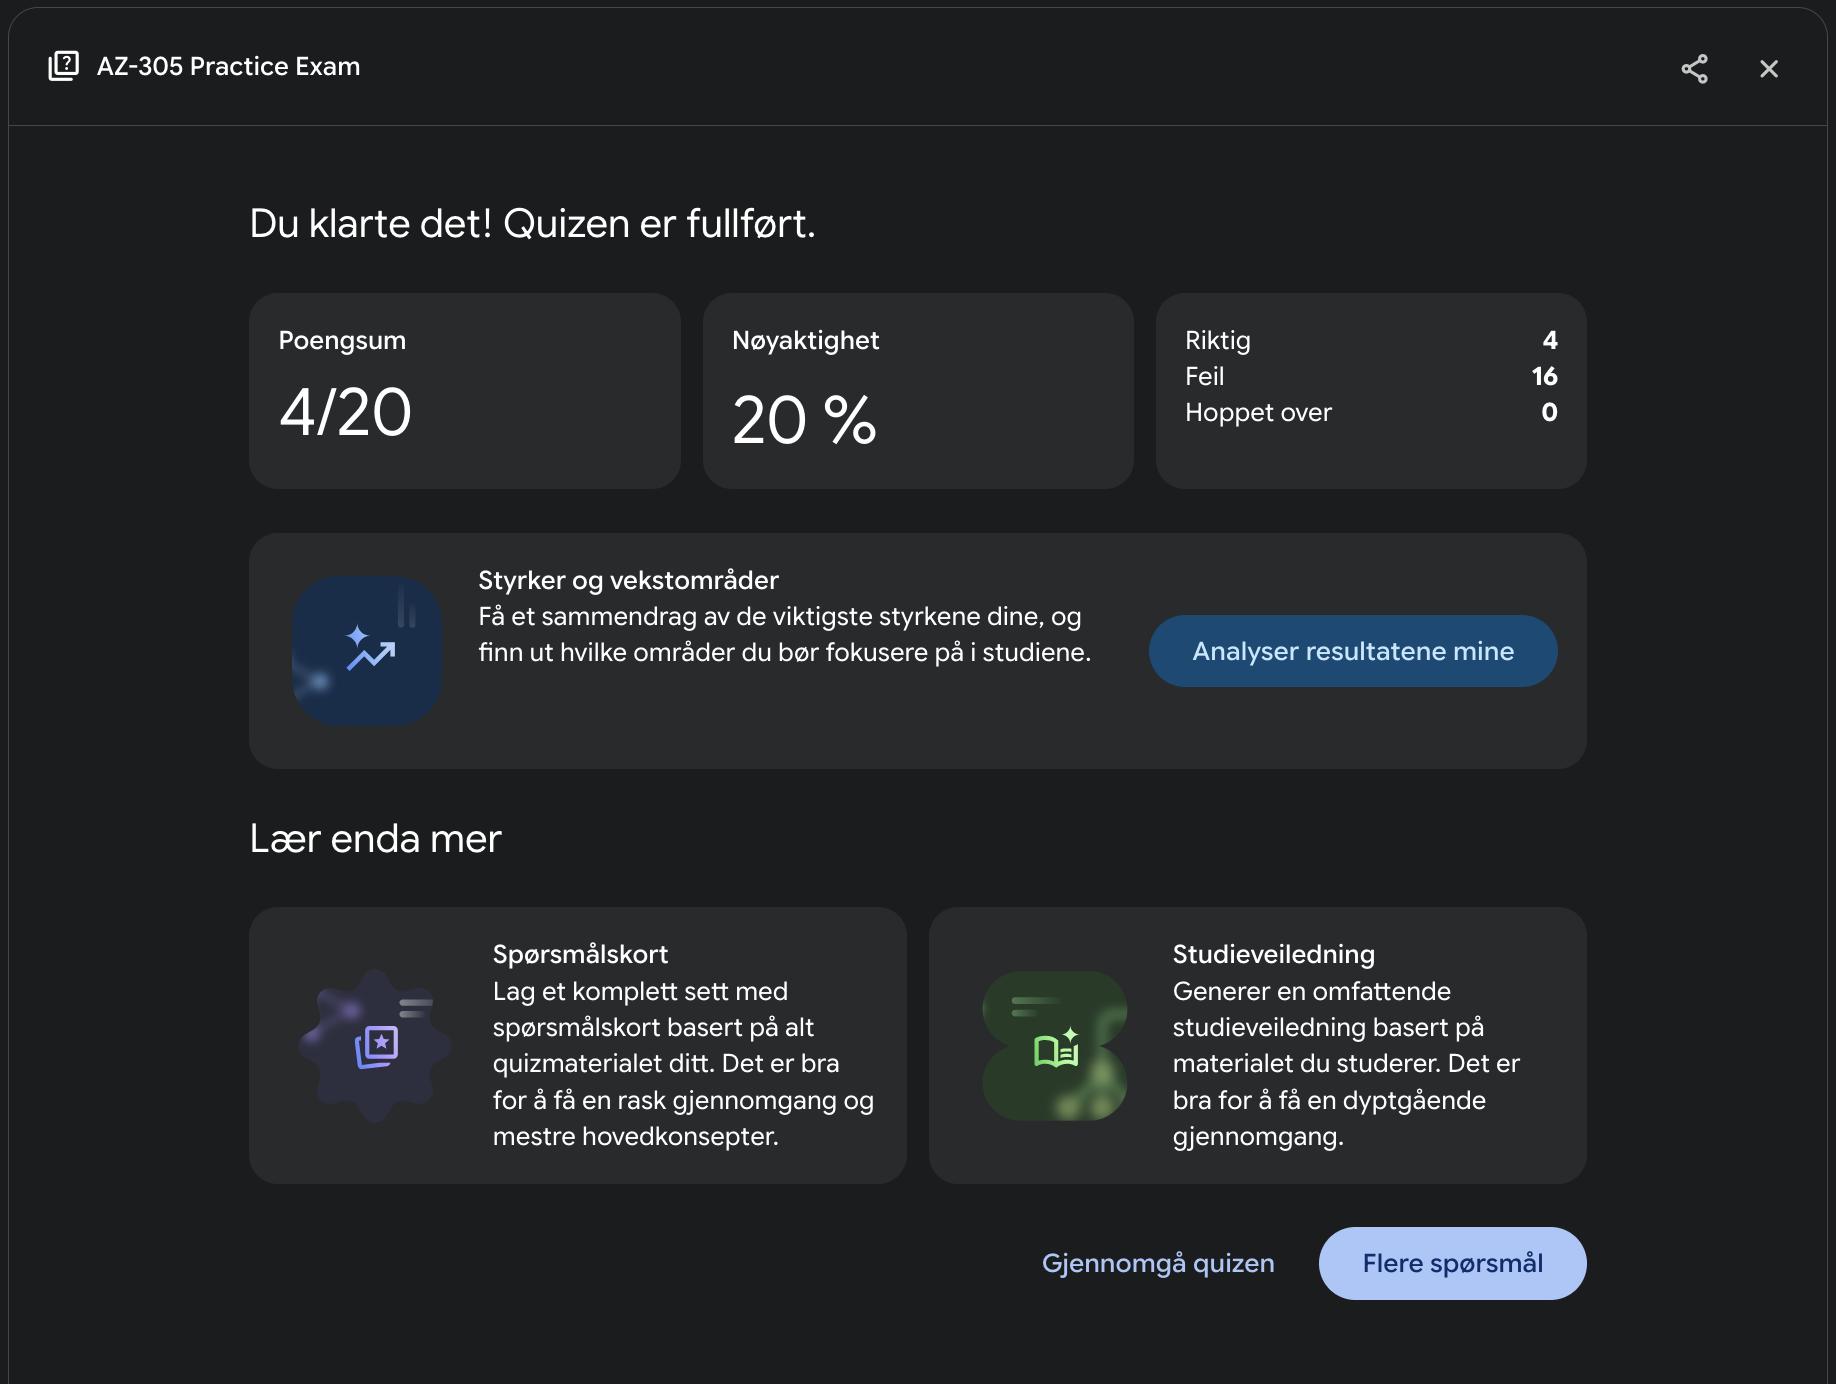 AZ-305 Practice Exam
Du klarte det! Quizen er fullført.
Poengsum
4/20
Nøyaktighet
20 %
Riktig 4
Feil 16
Hoppet over 0
Styrker og vekstområder
Få et sammendrag av de viktigste styrkene dine, og
finn ut hvilke områder du bør fokusere på i studiene.
Analyser resultatene mine
Lær enda mer
Spørsmålskort
Lag et komplett sett med
spørsmålskort basert på alt
quizmaterialet ditt. Det er bra
for å få en rask gjennomgang og
mestre hovedkonsepter.
Studieveiledning
Generer en omfattende
studieveiledning basert på
materialet du studerer. Det er
bra for å få en dyptgående
gjennomgang.
Gjennomgå quizen
Flere spørsmål